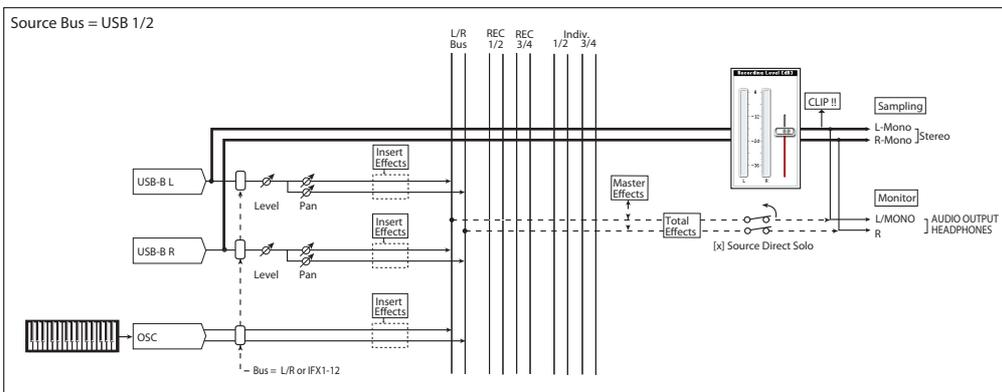 Source Bus = USB 1/2
L/R Bus
REC 1/2
REC 3/4
Indiv.
1/2 3/4
Recording Level [dB]
CLIP !!
Sampling
L-Mono
R-Mono
Stereo
L R
USB-B L
Level
Pan
Insert Effects
Master Effects
Total Effects
[x] Source Direct Solo
Monitor
L/MONO
R
AUDIO OUTPUT
HEADPHONES
USB-B R
Level
Pan
Insert Effects
OSC
Insert Effects
Bus = L/R or IFX1-12